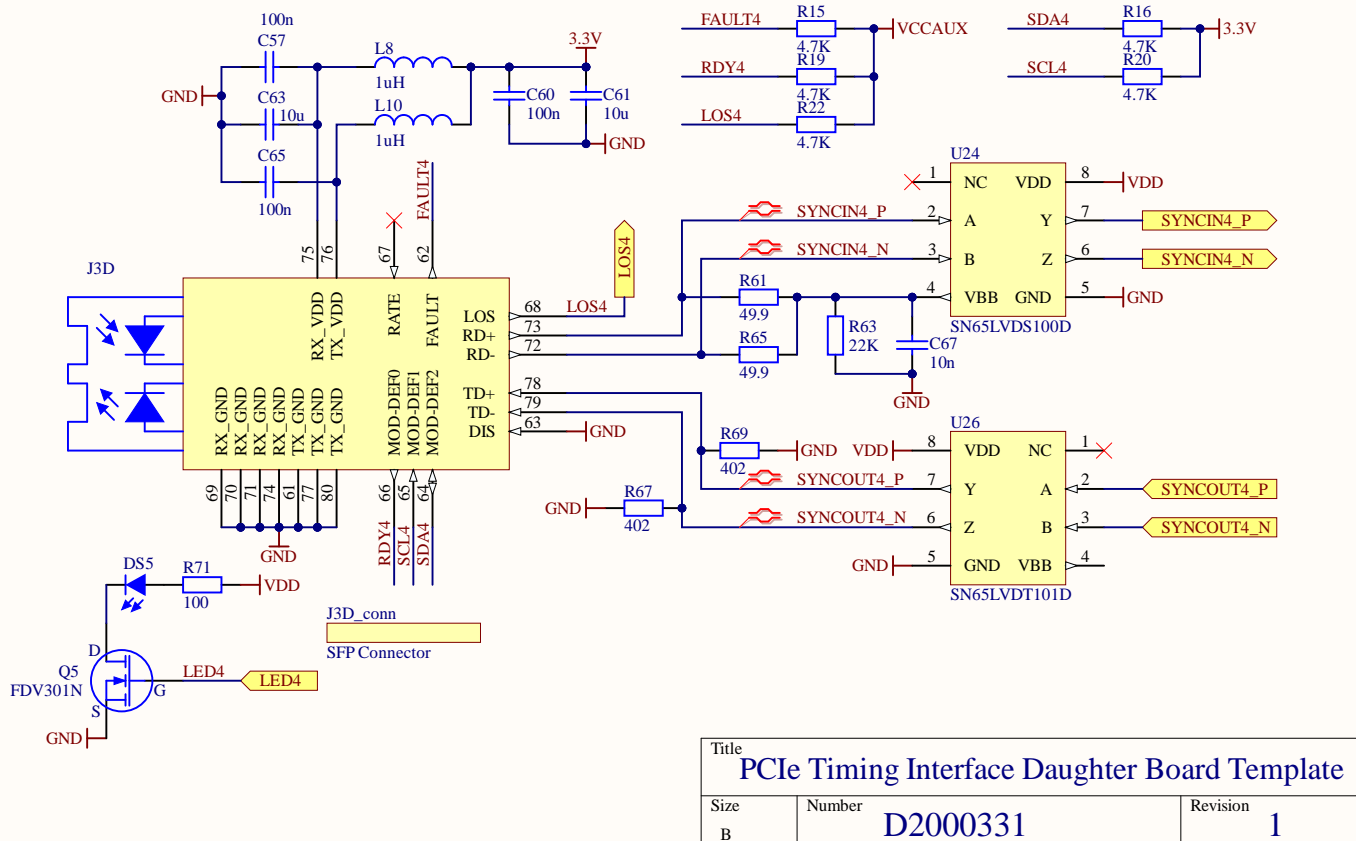 100n
C57
C63
10u
C65
100n
GND
L8
1uH
L10
1uH
3.3V
C60
100n
C61
10u
GND
FAULT4
R15
4.7K
VCCAUX
RDY4
R19
4.7K
LOS4
R22
4.7K
SDA4
R16
4.7K
3.3V
SCL4
R20
4.7K
U24
1
NC
VDD
8
VDD
SYNCIN4_P
2
A
Y
7
SYNCIN4_P
SYNCIN4_N
3
B
Z
6
SYNCIN4_N
4
VBB
GND
5
GND
SN65LVDS100D
R61
49.9
R65
49.9
R63
22K
C67
10n
GND
J3D
75
76
67
62
FAULT4
LOS4
RX_VDD
TX_VDD
RATE
FAULT
LOS
68
LOS4
RD+
73
RD-
72
TD+
78
TD-
79
DIS
63
GND
RX_GND
RX_GND
RX_GND
RX_GND
TX_GND
TX_GND
TX_GND
MOD-DEF0
MOD-DEF1
MOD-DEF2
69
70
71
74
61
77
80
66
65
64
GND
RDY4
SCL4
SDA4
R69
402
GND
GND
R67
402
SYNCOUT4_P
SYNCOUT4_N
U26
VDD
8
VDD
NC
1
7
Y
A
2
SYNCOUT4_P
6
Z
B
3
SYNCOUT4_N
GND
5
GND
VBB
4
SN65LVDT101D
DS5
R71
100
VDD
J3D_conn
SFP Connector
D
Q5
FDV301N
G
S
LED4
LED4
GND
Title
PCIe Timing Interface Daughter Board Template
Size
B
Number
D2000331
Revision
1